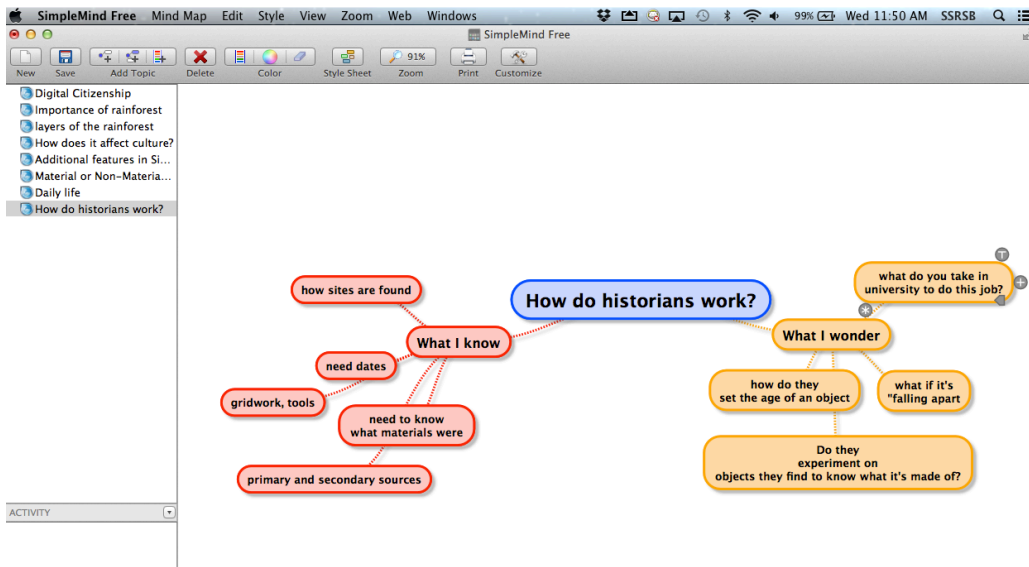 SimpleMind Free Mind Map Edit Style View Zoom Web Windows 99% Wed 11:50 AM SSRSB
SimpleMind Free
91%
New Save Add Topic Delete Color Style Sheet Zoom Print Customize
Digital Citizenship
Importance of rainforest
layers of the rainforest
How does it affect culture?
Additional features in Si...
Material or Non-Materia...
Daily life
How do historians work?
ACTIVITY
How do historians work?
What I know
how sites are found
need dates
gridwork, tools
need to know
what materials were
primary and secondary sources
What I wonder
what do you take in
university to do this job?
T
how do they
set the age of an object
what if it's
"falling apart
Do they
experiment on
objects they find to know what it's made of?